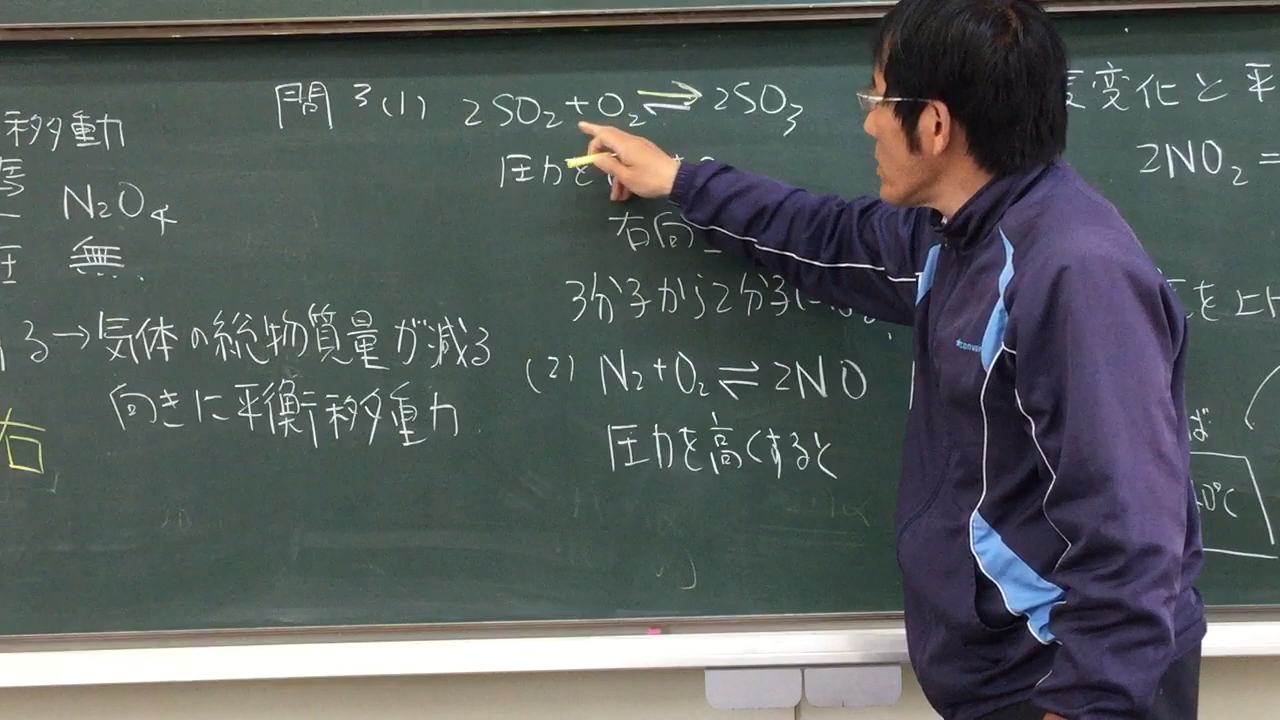 移動
N₂O₄
圧 無
る→気体の総物質量が減る
向きに平衡移動
右
問3(1) 2SO₂+O₂⇌2SO₃
圧力を
右向
3分子から2分子に
(2) N₂+O₂⇌2NO
圧力を高くすると
変化と平
2NO₂
を上げ
ば
40℃